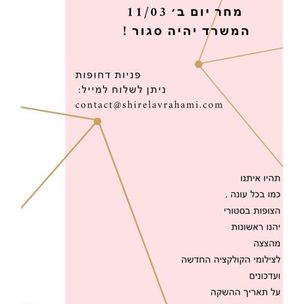 מחר יום ב׳ 11/03
המשרד יהיה סגור !
פניות דחופות
ניתן לשלוח למייל:
contact@shirelavrahami.com
תהיו איתנו
כמו בכל עונה ,
הצופות בסטורי
יהנו ראשונות
מהצצה
לצילומי הקולקציה החדשה
ועדכונים
על תאריך ההשקה